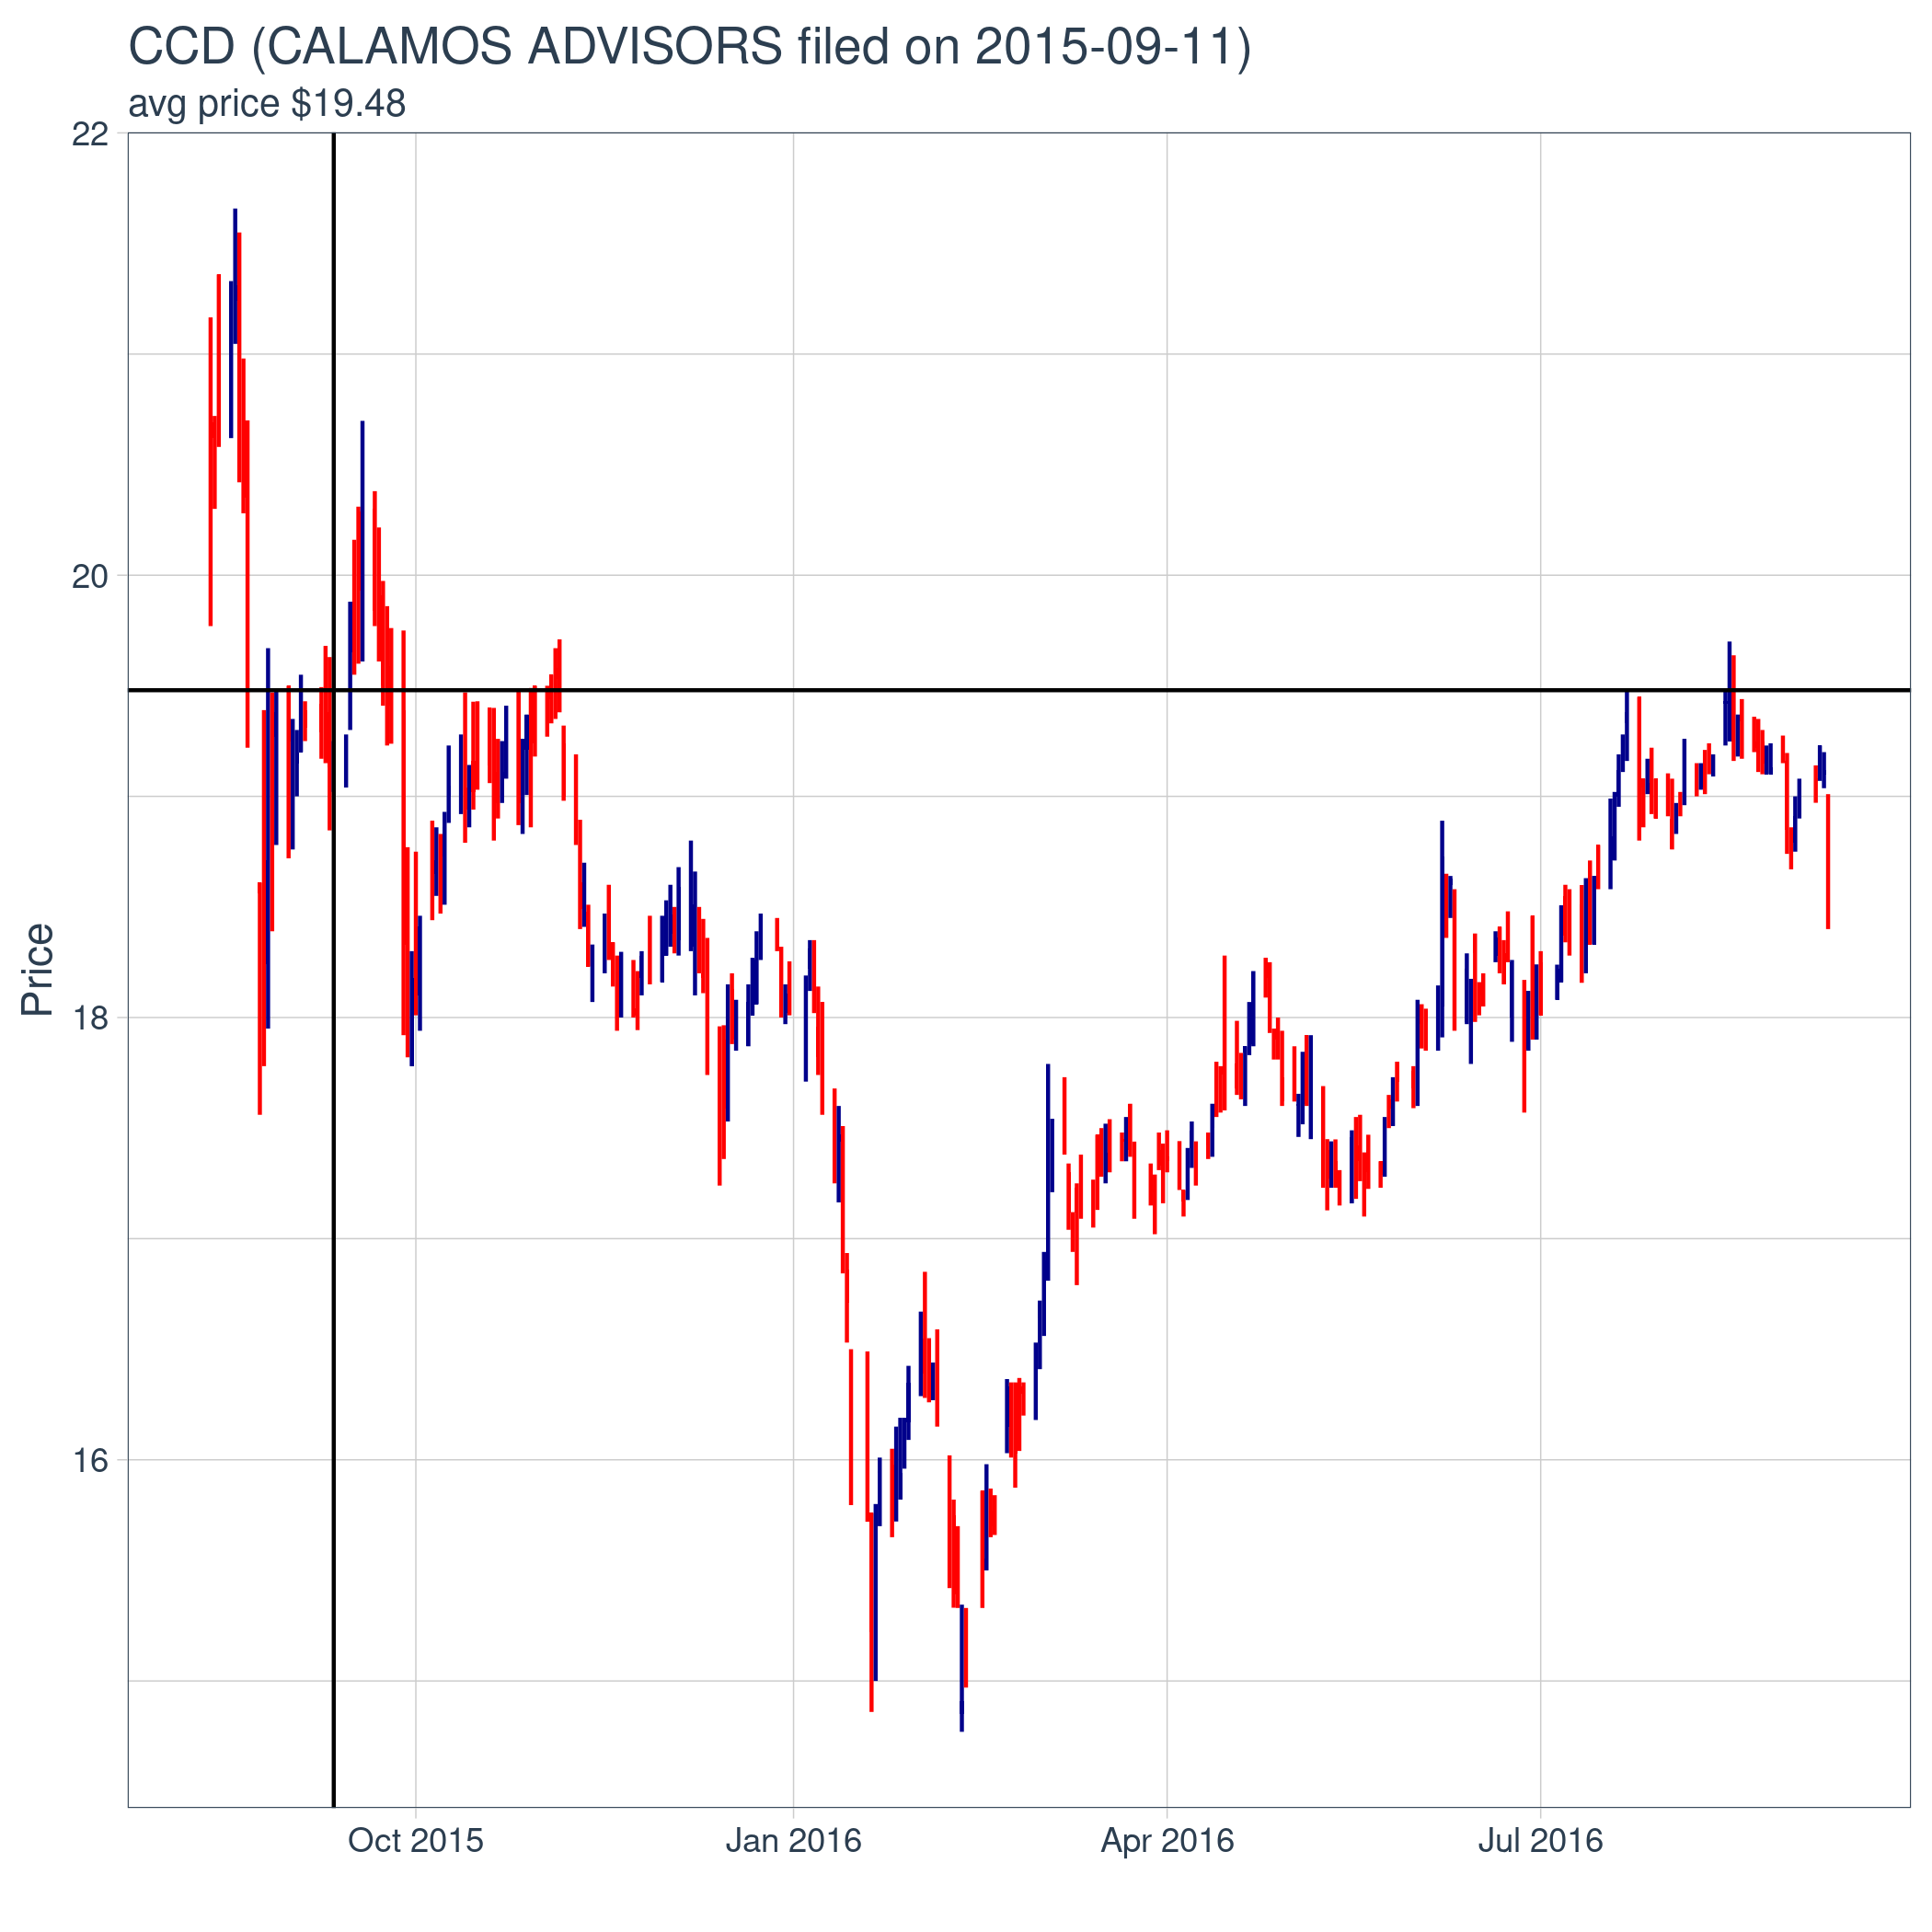 CCD (CALAMOS ADVISORS filed on 2015-09-11)
avg price $19.48
22
20
18
16
Price
Oct 2015
Jan 2016
Apr 2016
Jul 2016